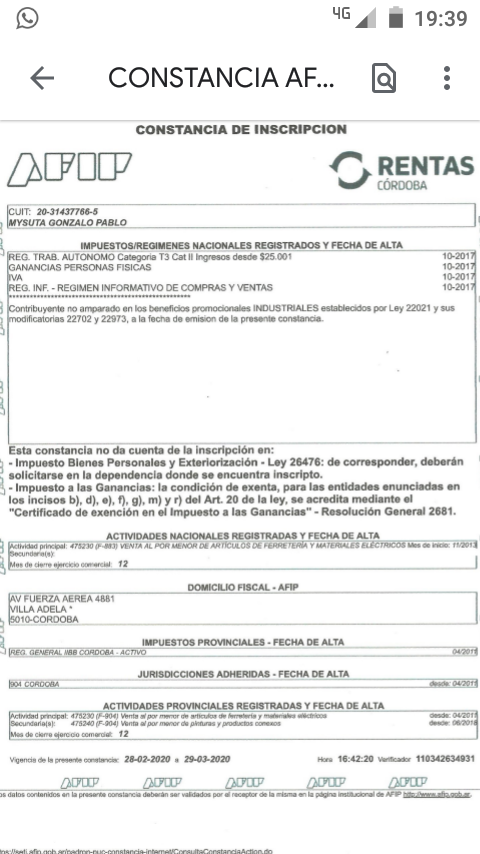 4G 19:39
CONSTANCIA AF...
CONSTANCIA DE INSCRIPCION
AFIP
RENTAS
CÓRDOBA
CUIT: 20-31437766-5
MYSUTA GONZALO PABLO
IMPUESTOS/REGIMENES NACIONALES REGISTRADOS Y FECHA DE ALTA
REG. TRAB. AUTONOMO Categoria T3 Cat II Ingresos desde $25.001 10-2017
GANANCIAS PERSONAS FISICAS 10-2017
IVA 10-2017
REG. INF. - REGIMEN INFORMATIVO DE COMPRAS Y VENTAS 10-2017
Contribuyente no amparado en los beneficios promocionales INDUSTRIALES establecidos por Ley 22021 y sus
modificatorias 22702 y 22973, a la fecha de emision de la presente constancia.
Esta constancia no da cuenta de la inscripción en:
- Impuesto Bienes Personales y Exteriorización - Ley 26476: de corresponder, deberán
solicitarse en la dependencia donde se encuentra inscripto.
- Impuesto a las Ganancias: la condición de exenta, para las entidades enunciadas en
los incisos b), d), e), f), g), m) y r) del Art. 20 de la ley, se acredita mediante el
"Certificado de exención en el Impuesto a las Ganancias" - Resolución General 2681.
ACTIVIDADES NACIONALES REGISTRADAS Y FECHA DE ALTA
Actividad principal: 475230 (F-883) VENTA AL POR MENOR DE ARTÍCULOS DE FERRETERÍA Y MATERIALES ELÉCTRICOS Mes de inicio: 11/2013
Secundaria(s):
Mes de cierre ejercicio comercial: 12
DOMICILIO FISCAL - AFIP
AV FUERZA AEREA 4881
VILLA ADELA *
5010-CORDOBA
IMPUESTOS PROVINCIALES - FECHA DE ALTA
REG. GENERAL IIBB CORDOBA - ACTIVO 04/2011
JURISDICCIONES ADHERIDAS - FECHA DE ALTA
904 CORDOBA desde: 04/2011
ACTIVIDADES PROVINCIALES REGISTRADAS Y FECHA DE ALTA
Actividad principal: 475230 (F-904) Venta al por menor de artículos de ferretería y materiales eléctricos desde: 04/2011
Secundaria(s): 475240 (F-904) Venta al por menor de pinturas y productos conexos desde: 06/2018
Mes de cierre ejercicio comercial: 12
Vigencia de la presente constancia: 28-02-2020 a 29-03-2020 Hora 16:42:20 Verificador 110342634931
AFIP AFIP AFIP AFIP AFIP
os datos contenidos en la presente constancia deberán ser validados por el receptor de la misma en la página institucional de AFIP http://www.afip.gob.ar.
ttps://seti.afip.gob.ar/padron-puc-constancia-internet/ConsultaConstanciaAction.do